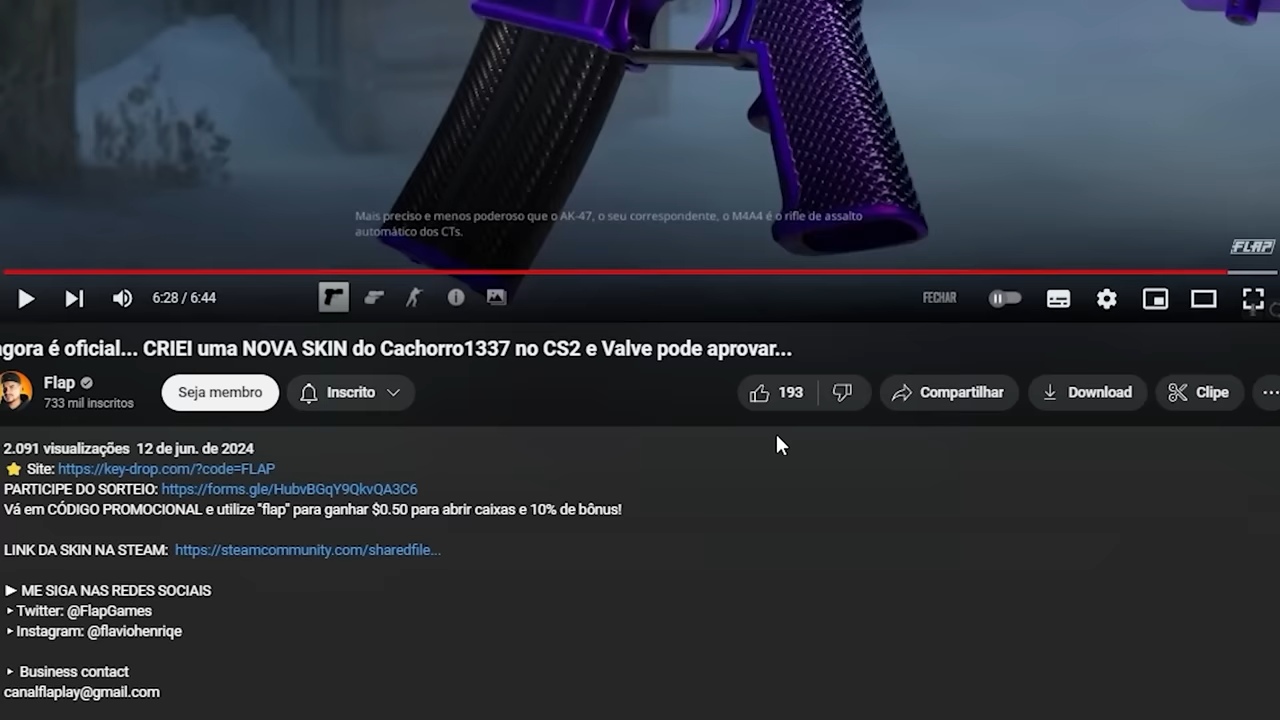 Mais preciso e menos poderoso que o AK-47, o seu correspondente, o M4A4 é o rifle de assalto
automático dos CTs.
FLAP
6:28 / 6:44
FECHAR
agora é oficial... CRIEI uma NOVA SKIN do Cachorro1337 no CS2 e Valve pode aprovar...
Flap
733 mil inscritos
Seja membro
Inscrito
193
Compartilhar
Download
Clipe
2.091 visualizações 12 de jun. de 2024
Site: https://key-drop.com/?code=FLAP
PARTICIPE DO SORTEIO: https://forms.gle/HubvBGqY9QkvQA3C6
Vá em CÓDIGO PROMOCIONAL e utilize "flap" para ganhar $0.50 para abrir caixas e 10% de bônus!
LINK DA SKIN NA STEAM: https://steamcommunity.com/sharedfile...
► ME SIGA NAS REDES SOCIAIS
‣ Twitter: @FlapGames
‣ Instagram: @flaviohenriqe
‣ Business contact
canalflaplay@gmail.com